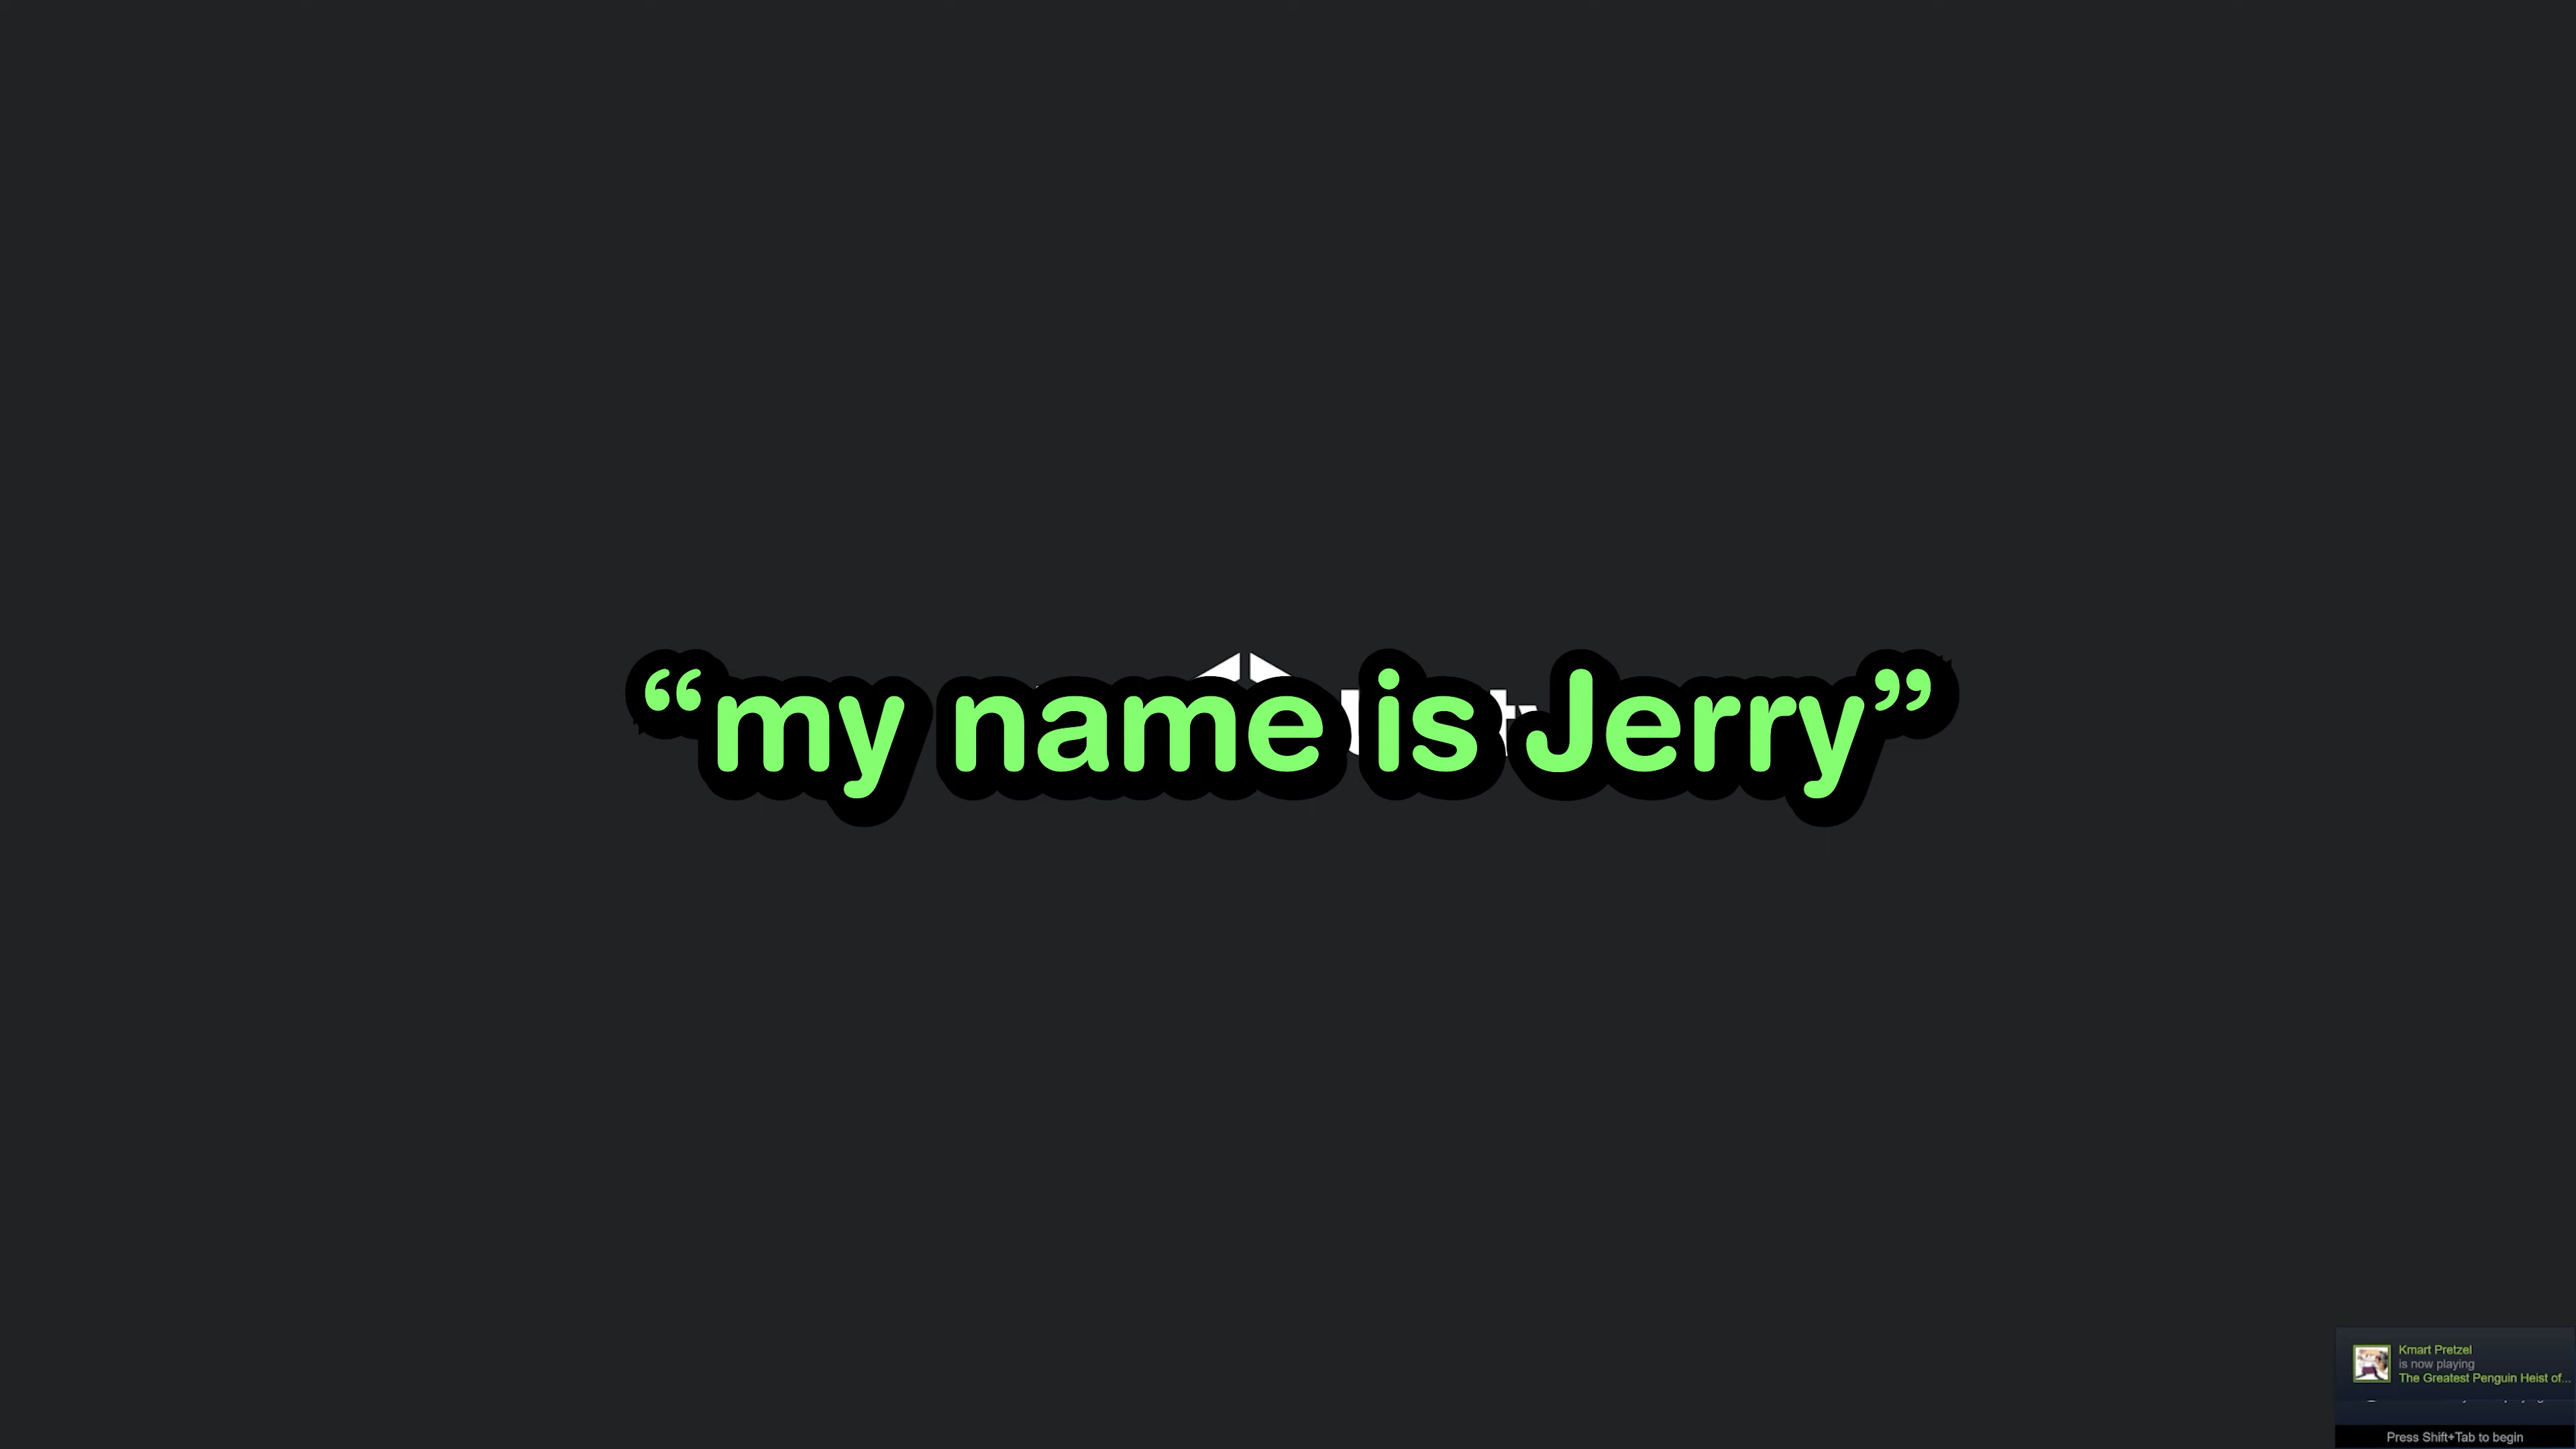 “my name is Jerry”
Kmart Pretzel
is now playing
The Greatest Penguin Heist of...
Press Shift+Tab to begin